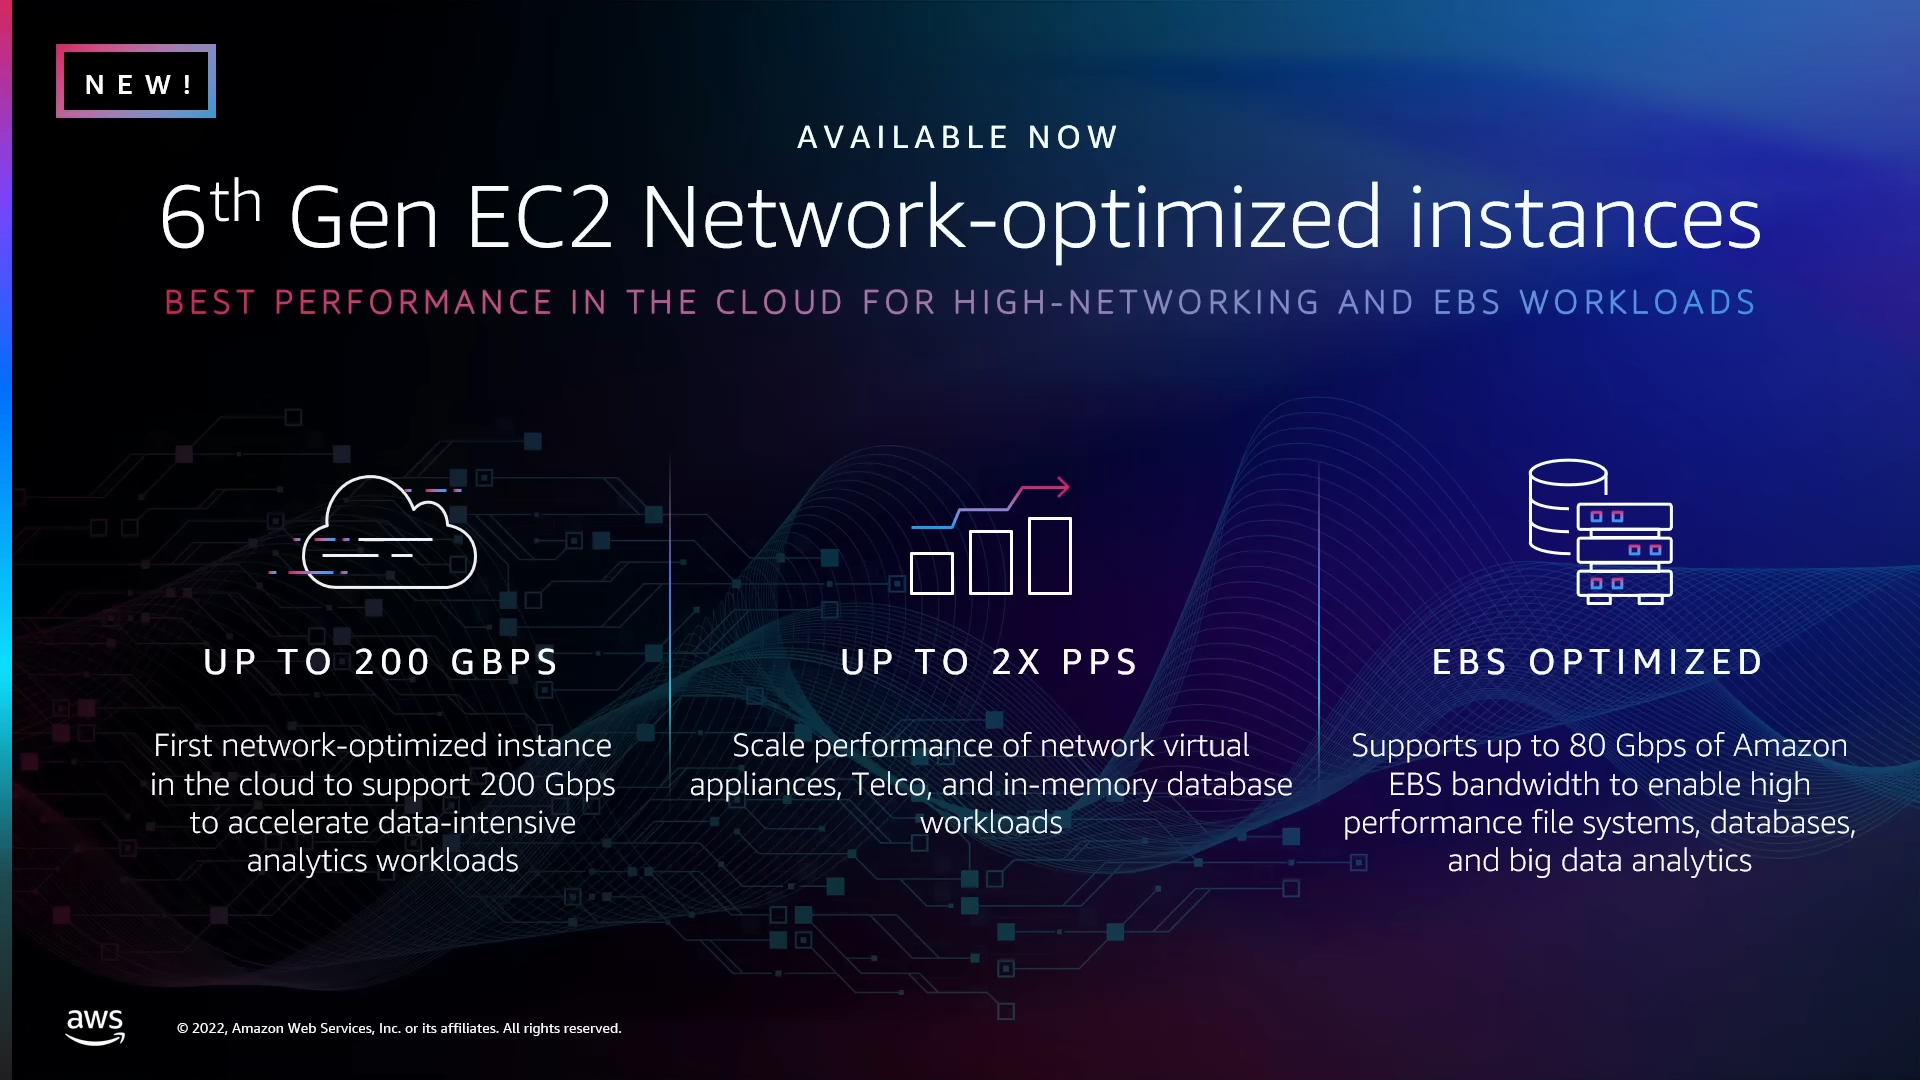 NEW!
AVAILABLE NOW
6th Gen EC2 Network-optimized instances
BEST PERFORMANCE IN THE CLOUD FOR HIGH-NETWORKING AND EBS WORKLOADS
UP TO 200 GBPS
First network-optimized instance
in the cloud to support 200 Gbps
to accelerate data-intensive
analytics workloads
UP TO 2X PPS
Scale performance of network virtual
appliances, Telco, and in-memory database
workloads
EBS OPTIMIZED
Supports up to 80 Gbps of Amazon
EBS bandwidth to enable high
performance file systems, databases,
and big data analytics
aws
© 2022, Amazon Web Services, Inc. or its affiliates. All rights reserved.